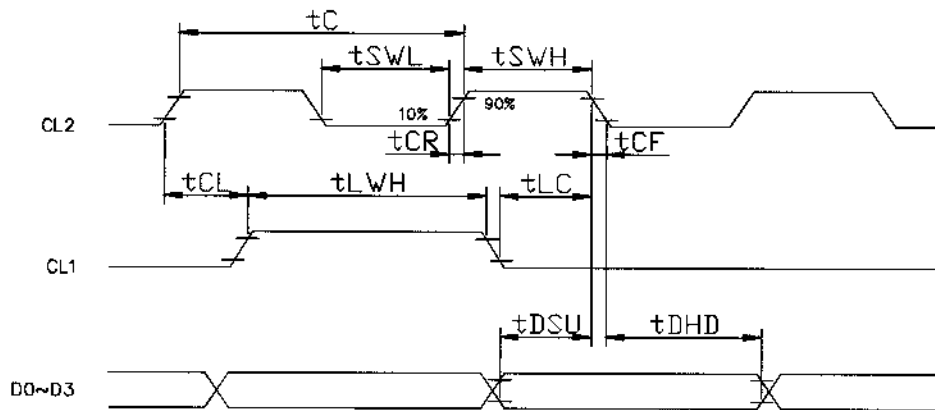 tC
tSWL tSWH
10% 90%
CL2
tCR tCF
tCL tLWH tLC
CL1
tDSU tDHD
D0~D3